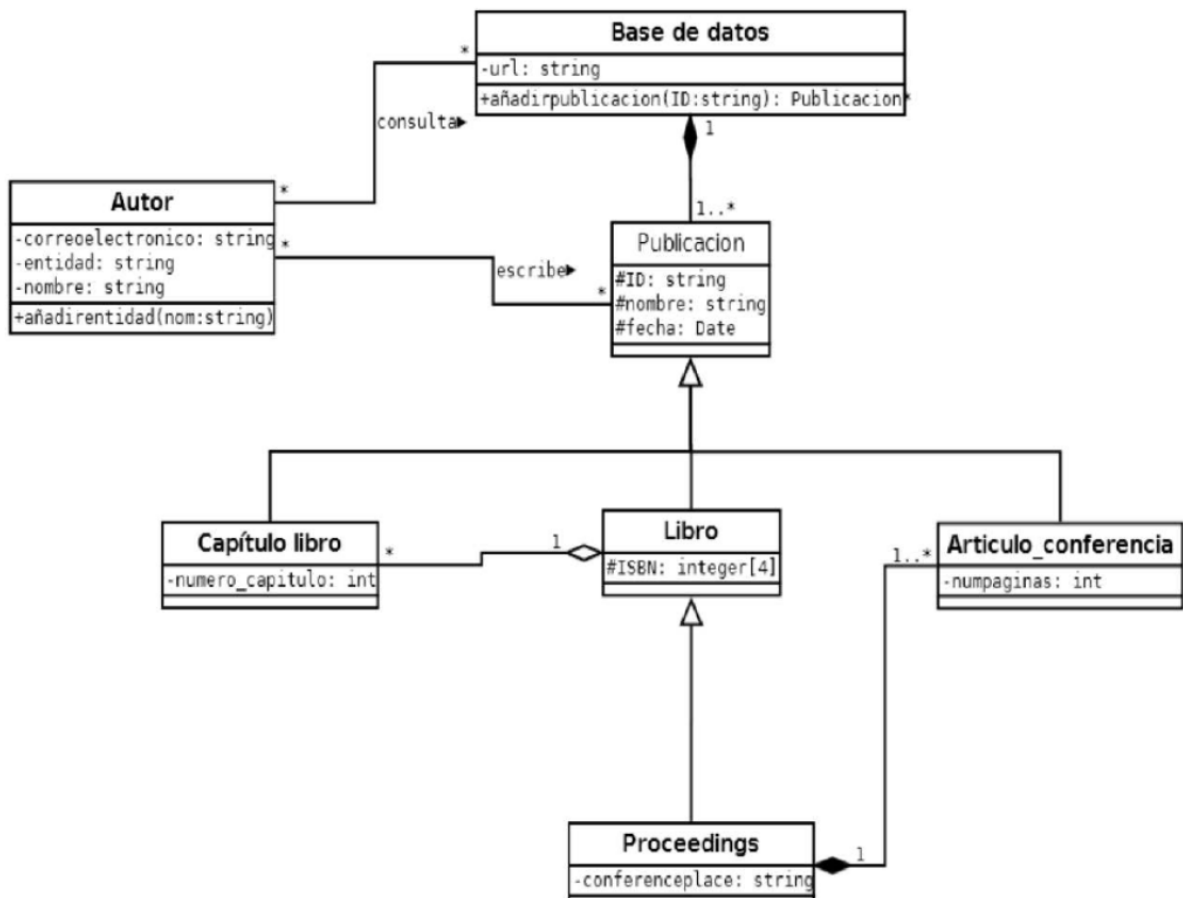 Base de datos
-url: string
+añadirpublicacion(ID:string): Publicacion*
*
consulta▶
1
*
1..*
Autor
-correoelectronico: string
-entidad: string
-nombre: string
+añadirentidad(nom:string)
*
escribe▶
*
Publicacion
#ID: string
#nombre: string
#fecha: Date
Capítulo libro
-numero_capitulo: int
*
1
Libro
#ISBN: integer[4]
1..*
Articulo_conferencia
-numpaginas: int
Proceedings
-conferenceplace: string
1